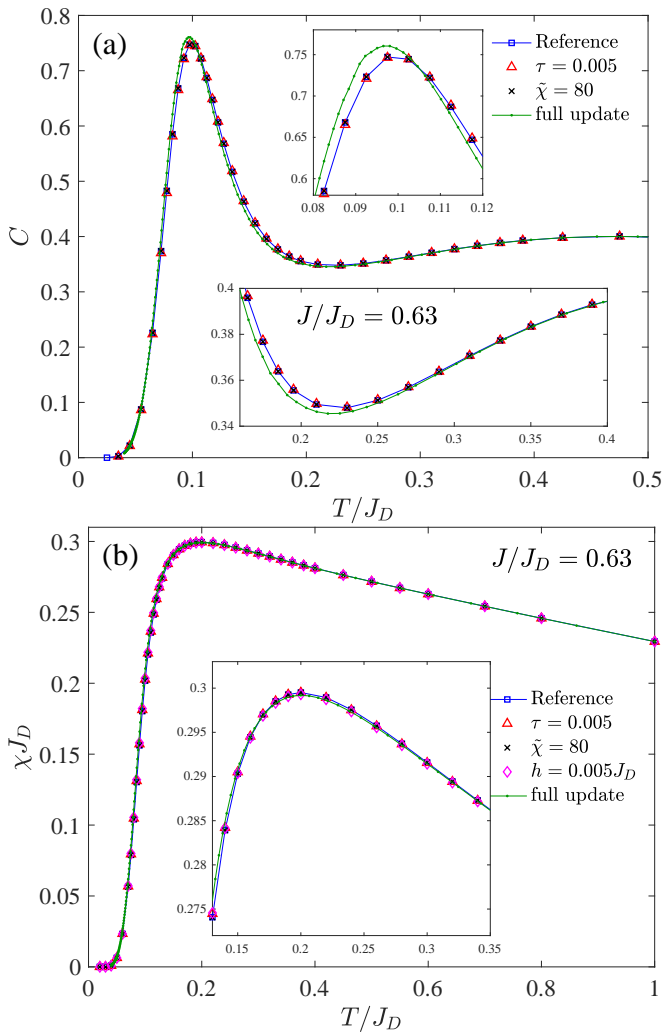 (a)
0.8
0.7
0.6
0.5
0.4
0.3
0.2
0.1
0
C
0.75
0.7
0.65
0.6
0.08 0.09 0.1 0.11 0.12
Reference
τ = 0.005
χ̃ = 80
full update
J/J_D = 0.63
0.4
0.38
0.36
0.34
0.2 0.25 0.3 0.35 0.4
0 0.1 0.2 0.3 0.4 0.5
T/J_D
(b)
J/J_D = 0.63
0.3
0.25
0.2
0.15
0.1
0.05
0
χJ_D
0.3
0.295
0.29
0.285
0.28
0.275
0.15 0.2 0.25 0.3 0.35
Reference
τ = 0.005
χ̃ = 80
h = 0.005J_D
full update
0 0.2 0.4 0.6 0.8 1
T/J_D